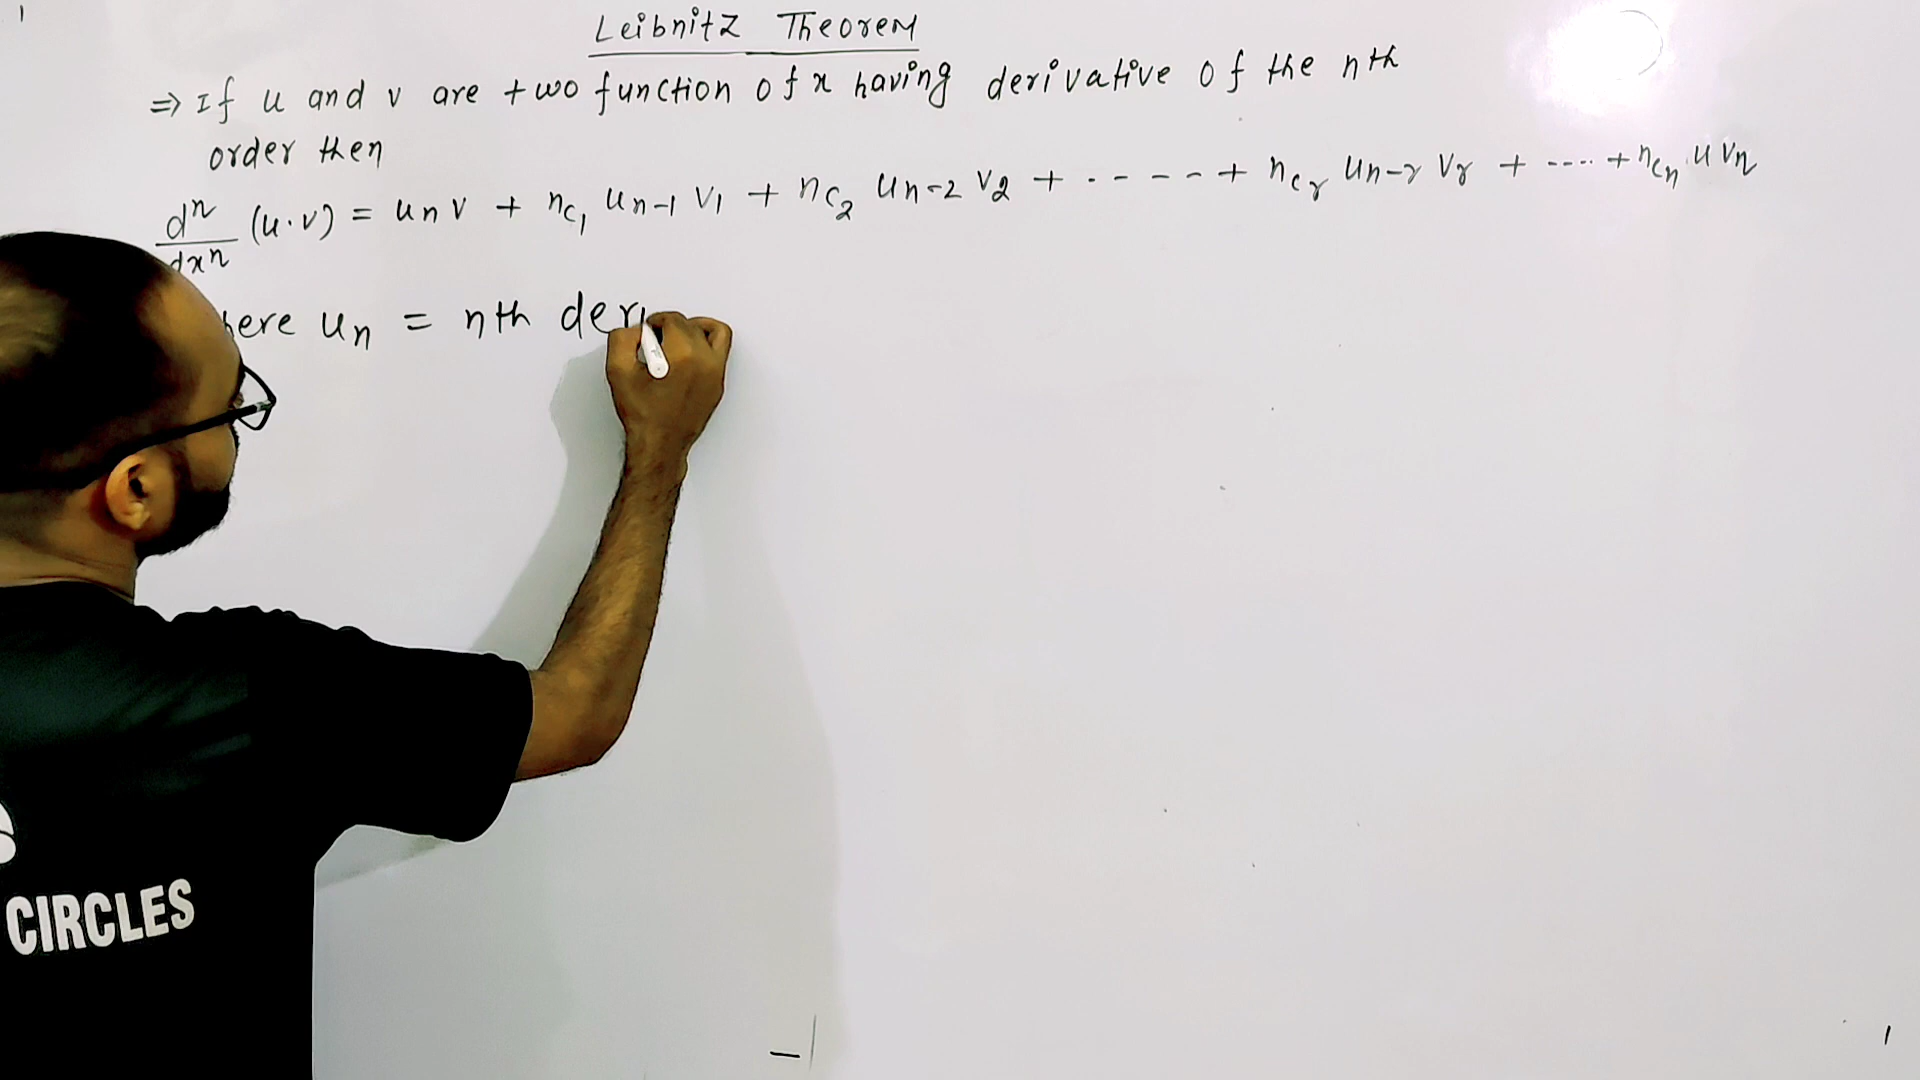 Leibnitz Theorem
⇒ If u and v are two function of x having derivative of the nth
order then
dⁿ/dxⁿ (u·v) = uₙ v + nc₁ uₙ₋₁ v₁ + nc₂ uₙ₋₂ v₂ + ----- + ncᵣ uₙ₋ᵣ vᵣ + ---- + ncₙ u vₙ
here uₙ = nth der
CIRCLES